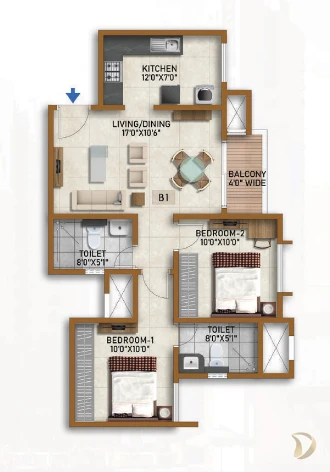 KITCHEN
12'0"X7'0"
LIVING/DINING
17'0"X10'6"
BALCONY
4'0" WIDE
B1
BEDROOM-2
10'0"X10'0"
TOILET
8'0"X5'1"
TOILET
8'0"X5'1"
BEDROOM-1
10'0"X10'0"